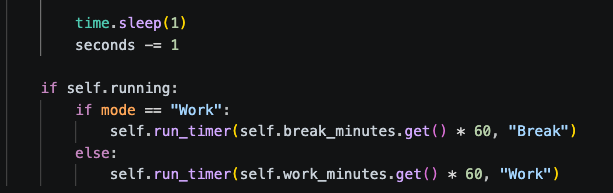 time.sleep(1)
seconds -= 1
if self.running:
if mode == "Work":
self.run_timer(self.break_minutes.get() * 60, "Break")
else:
self.run_timer(self.work_minutes.get() * 60, "Work")